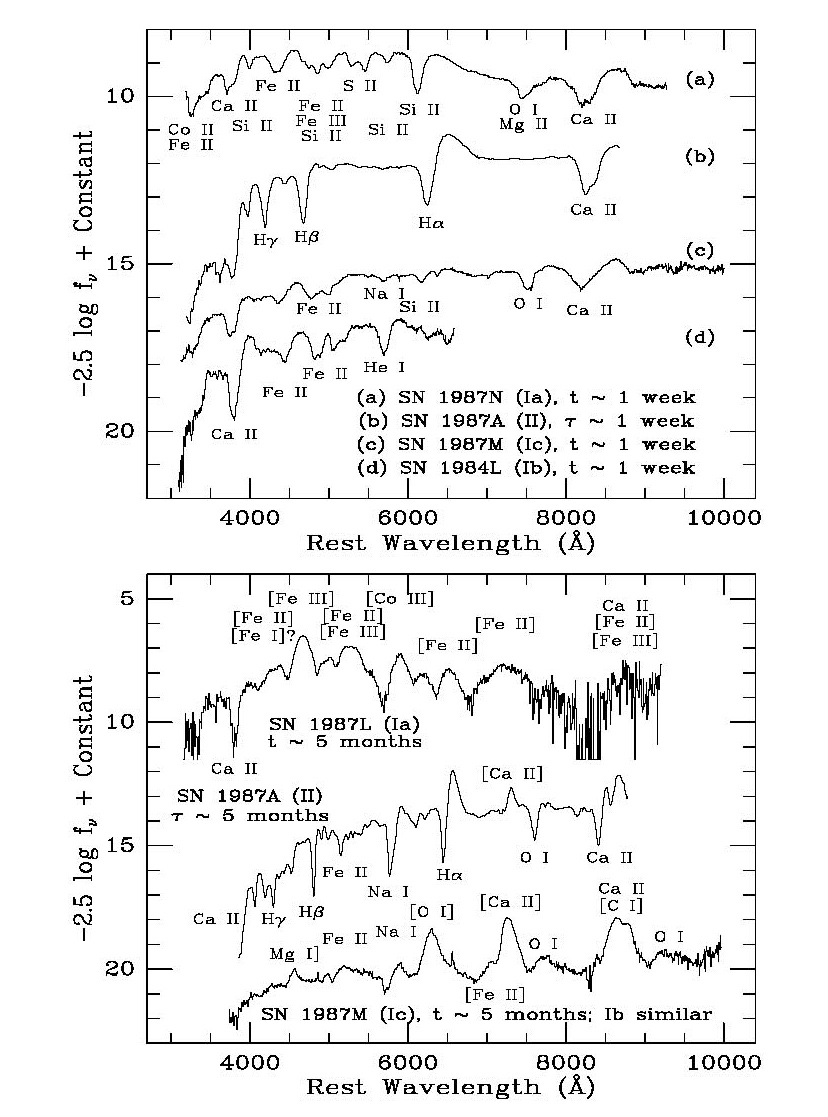 10
15
20
-2.5 log fν + Constant
Co II
Fe II
Ca II
Si II
Fe II
Fe II
Fe III
Si II
S II
Si II
Si II
O I
Mg II
Ca II
(a)
Hγ
Hβ
Hα
Ca II
(b)
Fe II
Na I
Si II
O I
Ca II
(c)
Ca II
Fe II
Fe II
He I
(d)
(a) SN 1987N (Ia), t ~ 1 week
(b) SN 1987A (II), τ ~ 1 week
(c) SN 1987M (Ic), t ~ 1 week
(d) SN 1984L (Ib), t ~ 1 week
4000 6000 8000 10000
Rest Wavelength (Å)
5
10
15
20
-2.5 log fν + Constant
[Fe III]
[Fe II]
[Fe I]?
[Co III]
[Fe II]
[Fe III]
[Fe II]
[Fe II]
Ca II
[Fe II]
[Fe III]
SN 1987L (Ia)
t ~ 5 months
Ca II
SN 1987A (II)
τ ~ 5 months
[Ca II]
Ca II
Hγ
Hβ
Fe II
Na I
Hα
O I
Ca II
Mg I]
Fe II
Na I
[O I]
[Ca II]
O I
Ca II
[C I]
O I
[Fe II]
SN 1987M (Ic), t ~ 5 months; Ib similar
4000 6000 8000 10000
Rest Wavelength (Å)